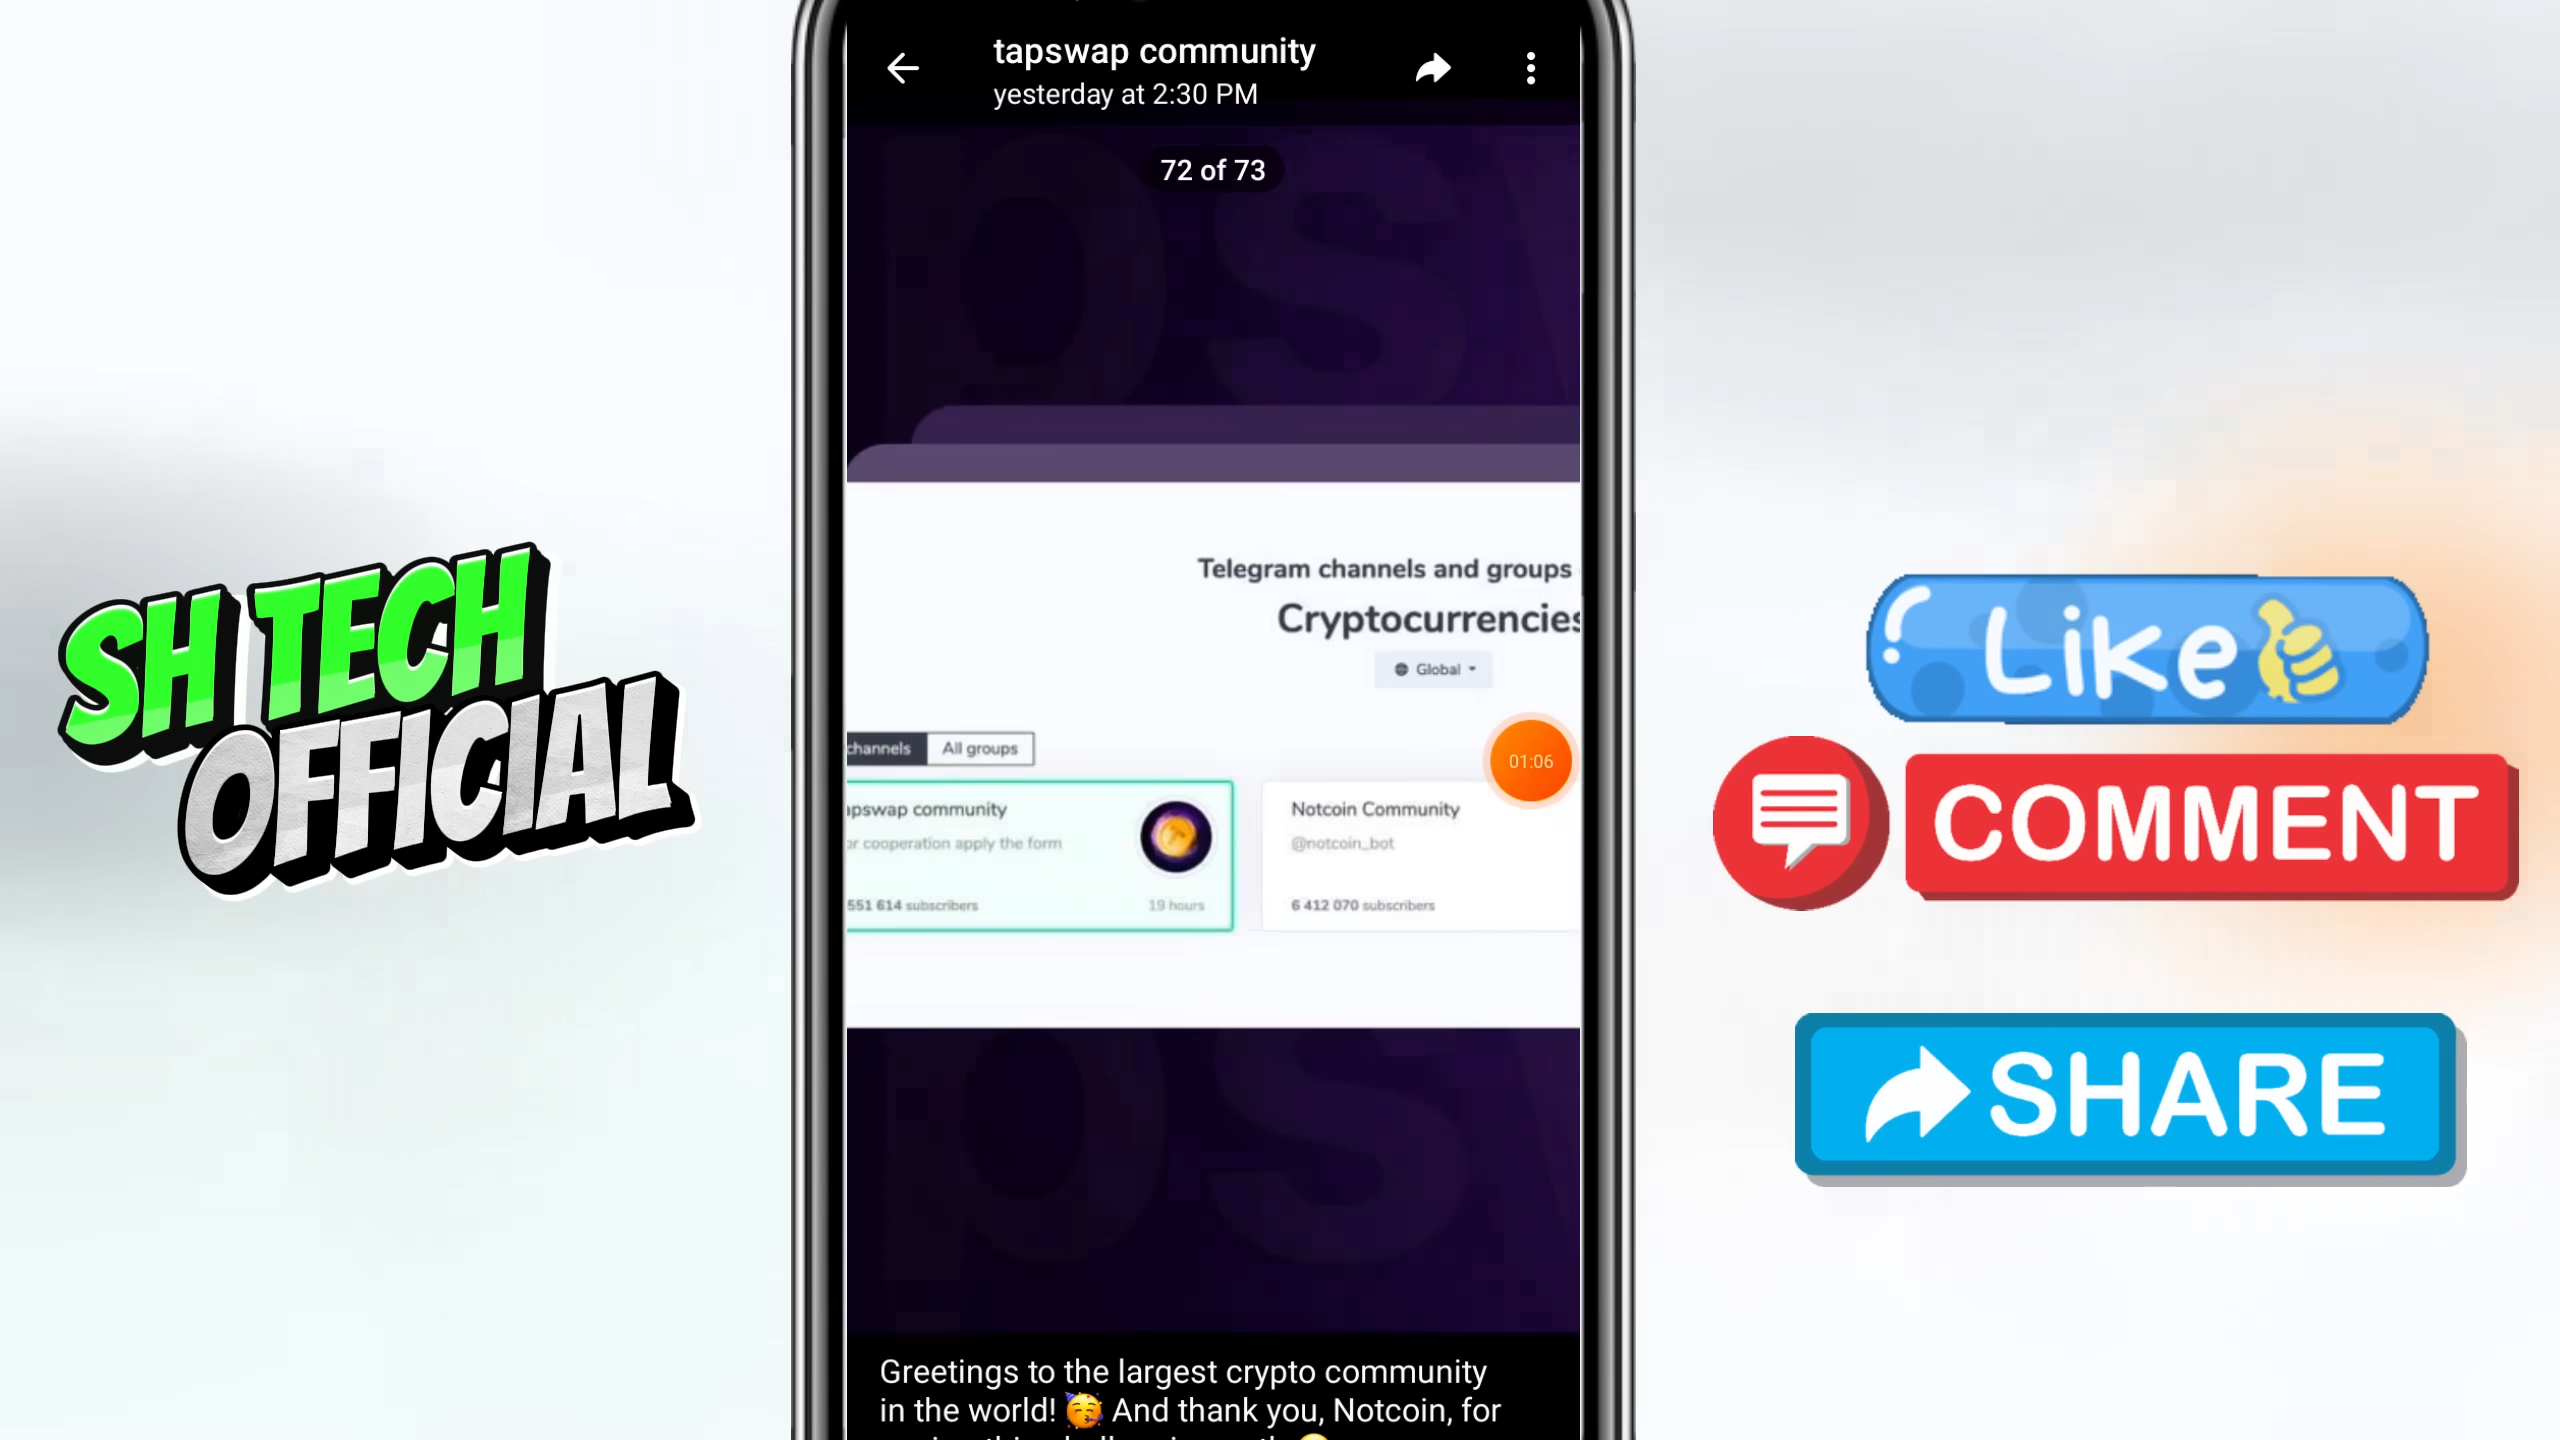 SH TECH
OFFICIAL
tapswap community
yesterday at 2:30 PM
72 of 73
Telegram channels and groups
Cryptocurrencies
Global
channels
All groups
apswap community
or cooperation apply the form
551 614 subscribers
19 hours
Notcoin Community
@notcoin_bot
6 412 070 subscribers
01:06
Greetings to the largest crypto community
in the world! 🥳 And thank you, Notcoin, for
Like
COMMENT
SHARE